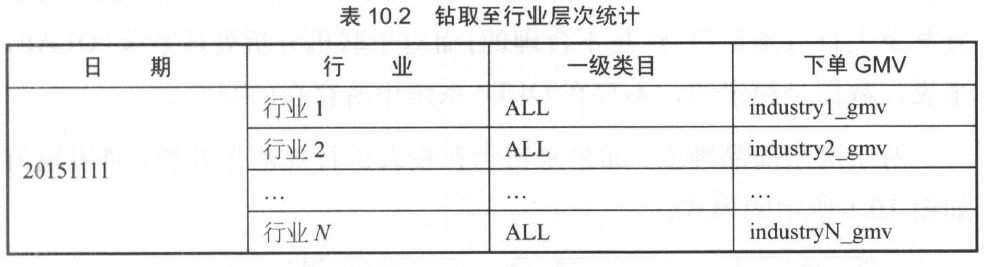 表 10.2 钻取至行业层次统计
日 期 行 业 一级类目 下单 GMV
行业 1 ALL industry1_gmv
行业 2 ALL industry2_gmv
20151111
… … …
行业 N ALL industryN_gmv